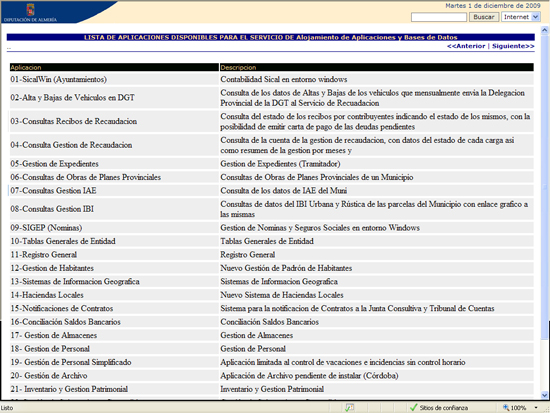 Martes 1 de diciembre de 2009
DIPUTACIÓN DE ALMERÍA
Buscar Internet
LISTA DE APLICACIONES DISPONIBLES PARA EL SERVICIO DE Alojamiento de Aplicaciones y Bases de Datos
...
<<Anterior | Siguiente>>
Aplicacion Descripcion
01-SicalWin (Ayuntamientos) Contabilidad Sical en entorno windows
02-Alta y Bajas de Vehiculos en DGT Consulta de los datos de Altas y Bajas de los vehiculos que mensualmente envia la Delegacion
Provincial de la DGT al Servicio de Recuadacion
03-Consultas Recibos de Recaudacion Consulta del estado de los recibos por contribuyentes indicando el estado de los mismos, con la
posibilidad de emitir carta de pago de las deudas pendientes
04-Consulta Gestion de Recaudacion Consulta de la cuenta de la gestion de recaudacion, con datos del estado de cada carga asi
como resumen de la gestion por meses y
05-Gestion de Expedientes Gestion de Expedientes (Tramitador)
06-Consultas de Obras de Planes Provinciales Consultas de Obras de Planes Provinciales de un Municipio
07-Consultas Gestion IAE Consulta de los datos de IAE del Muni
08-Consultas Gestion IBI Consultas de datos del IBI Urbana y Rústica de las parcelas del Municipio con enlace grafico a
las mismas
09-SIGEP (Nominas) Gestion de Nominas y Seguros Sociales en entorno Windows
10-Tablas Generales de Entidad Tablas Generales de Entidad
11-Registro General Registro General
12-Gestion de Habitantes Nuevo Gestión de Padrón de Habitantes
13-Sistemas de Informacion Geografica Sistemas de Informacion Geografica
14-Haciendas Locales Nuevo Sistema de Haciendas Locales
15-Notificaciones de Contratos Sistema para la notificacion de Contratos a la Junta Consultiva y Tribunal de Cuentas
16-Conciliación Saldos Bancarios Conciliación Saldos Bancarios
17- Gestion de Almacenes Gestion de Almacenes
18- Gestion de Personal Gestion de Personal
19- Gestion de Personal Simplificado Aplicación limitada al control de vacaciones e incidencias sin control horario
20- Gestión de Archivo Aplicación de Archivo pendiente de instalar (Córdoba)
21- Inventario y Gestion Patrimonial Inventario y Gestion Patrimonial
Listo Sitios de confianza 100%